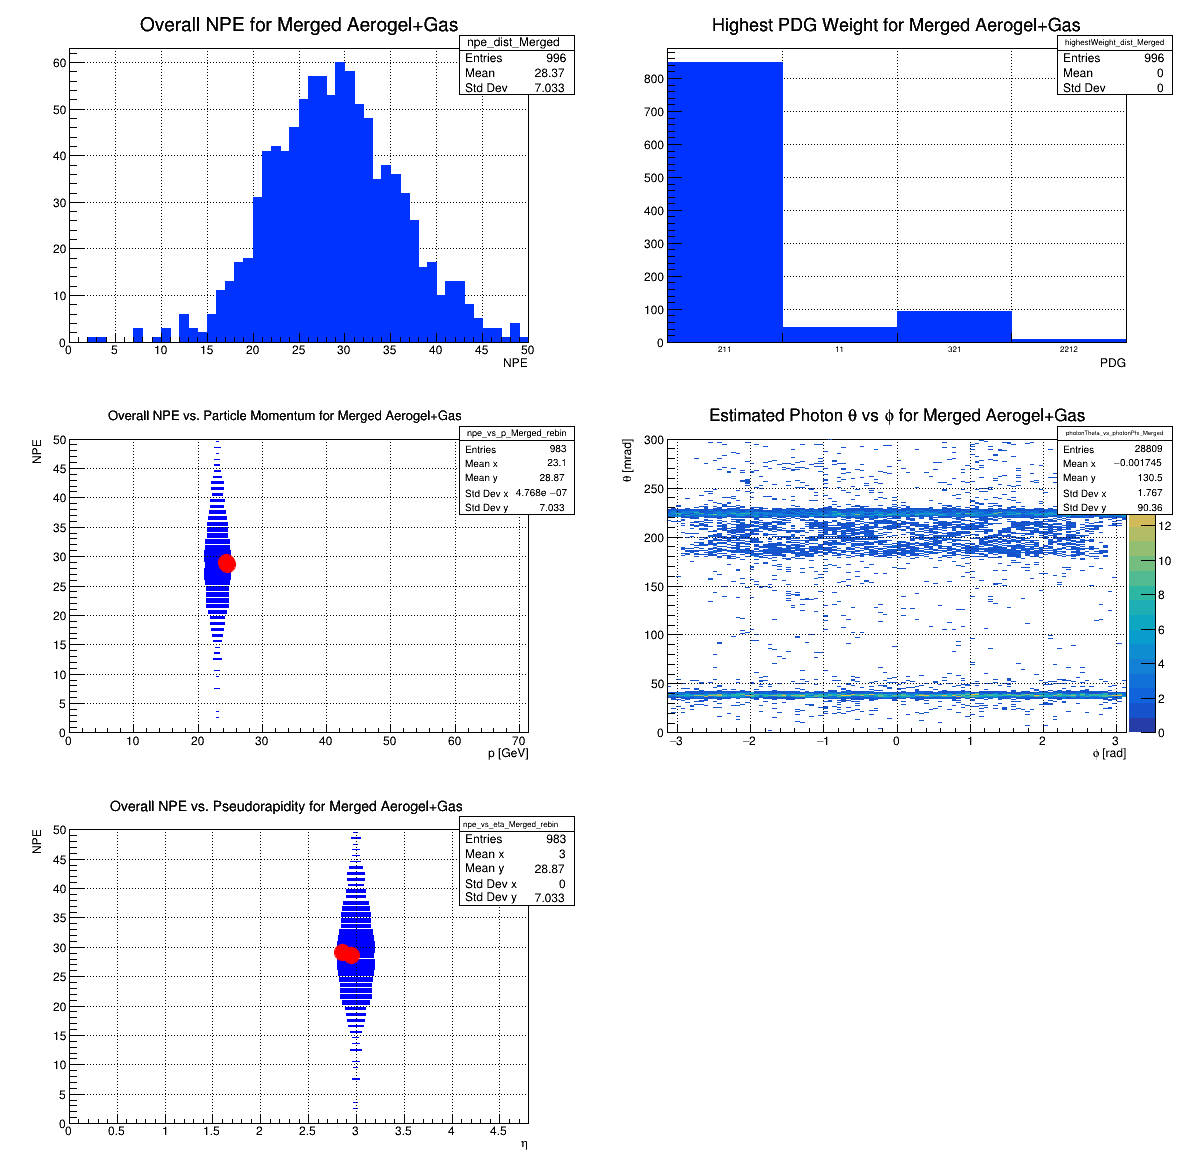 Overall NPE for Merged Aerogel+Gas
npe_dist_Merged
Entries 996
Mean 28.37
Std Dev 7.033
60
50
40
30
20
10
0
0 5 10 15 20 25 30 35 40 45 50
NPE
Highest PDG Weight for Merged Aerogel+Gas
highestWeight_dist_Merged
Entries 996
Mean 0
Std Dev 0
800
700
600
500
400
300
200
100
0
211 11 321 2212
PDG
Overall NPE vs. Particle Momentum for Merged Aerogel+Gas
npe_vs_p_Merged_rebin
Entries 983
Mean x 23.1
Mean y 28.87
Std Dev x 4.768e −07
Std Dev y 7.033
NPE
50
45
40
35
30
25
20
15
10
5
0
0 10 20 30 40 50 60 70
p [GeV]
Estimated Photon θ vs ϕ for Merged Aerogel+Gas
photonTheta_vs_photonPhi_Merged
Entries 28809
Mean x −0.001745
Mean y 130.5
Std Dev x 1.767
Std Dev y 90.36
θ [mrad]
300
250
200
150
100
50
0
−3 −2 −1 0 1 2 3
ϕ [rad]
12
10
8
6
4
2
0
Overall NPE vs. Pseudorapidity for Merged Aerogel+Gas
npe_vs_eta_Merged_rebin
Entries 983
Mean x 3
Mean y 28.87
Std Dev x 0
Std Dev y 7.033
NPE
50
45
40
35
30
25
20
15
10
5
0
0 0.5 1 1.5 2 2.5 3 3.5 4 4.5
η